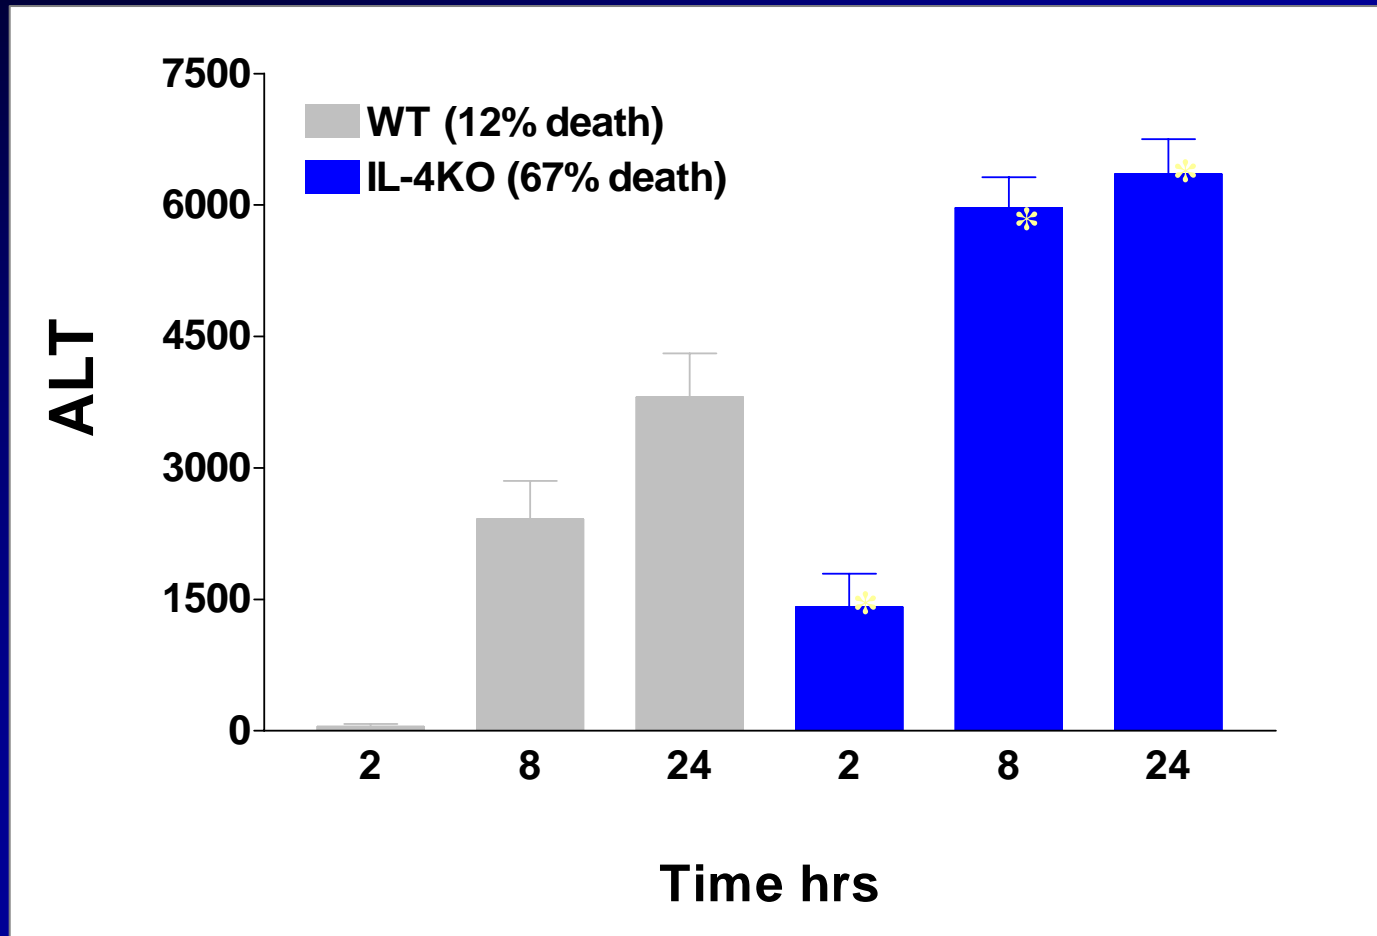 7500
WT (12% death)
IL-4KO (67% death)
6000
4500
3000
1500
0
ALT
2 8 24 2 8 24
Time hrs
* * *